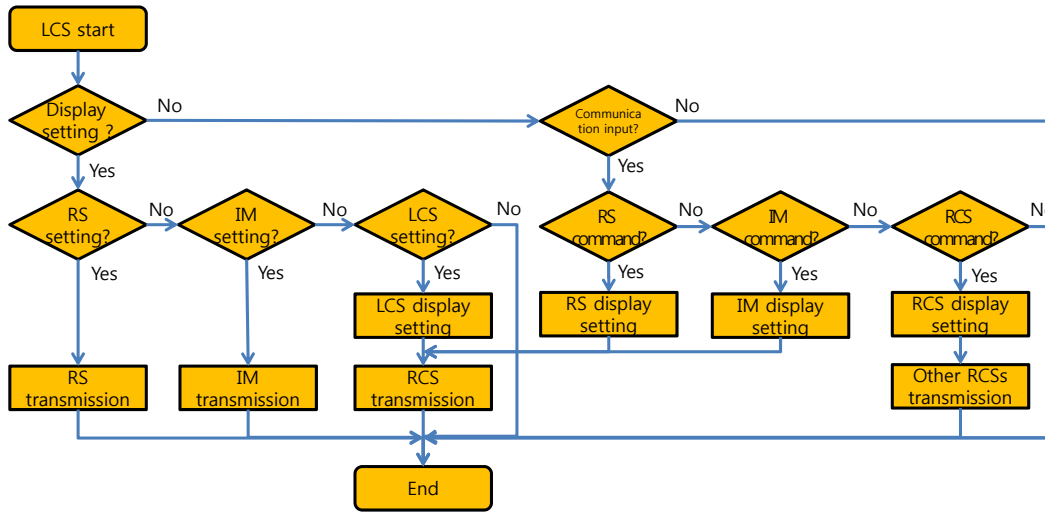 LCS start
Display
setting ?
No
Communica
tion input?
No
Yes
Yes
RS
setting?
No
IM
setting?
No
LCS
setting?
No
RS
command?
No
IM
command?
No
RCS
command?
No
Yes
Yes
Yes
Yes
Yes
Yes
LCS display
setting
RS display
setting
IM display
setting
RCS display
setting
RS
transmission
IM
transmission
RCS
transmission
Other RCSs
transmission
End